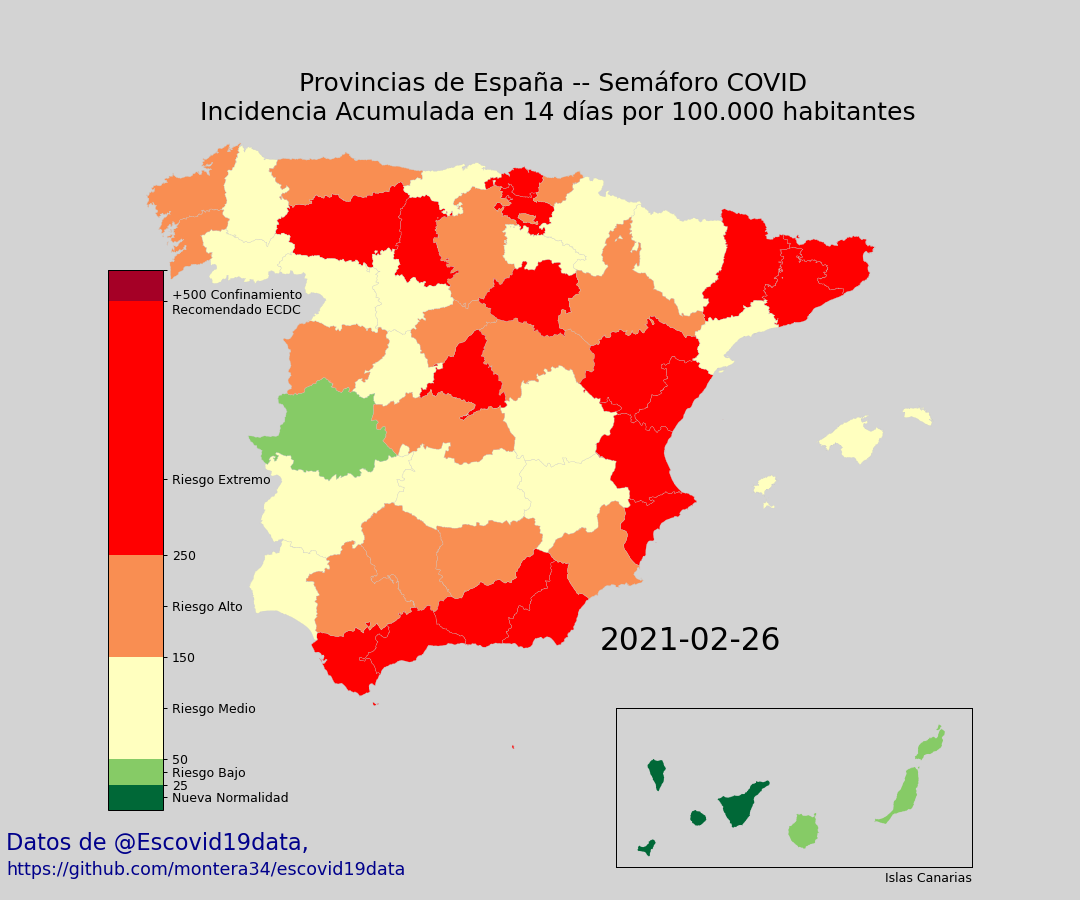 Provincias de España -- Semáforo COVID
Incidencia Acumulada en 14 días por 100.000 habitantes
+500 Confinamiento
Recomendado ECDC
Riesgo Extremo
250
Riesgo Alto
150
Riesgo Medio
50
Riesgo Bajo
25
Nueva Normalidad
2021-02-26
Islas Canarias
Datos de @Escovid19data,
https://github.com/montera34/escovid19data